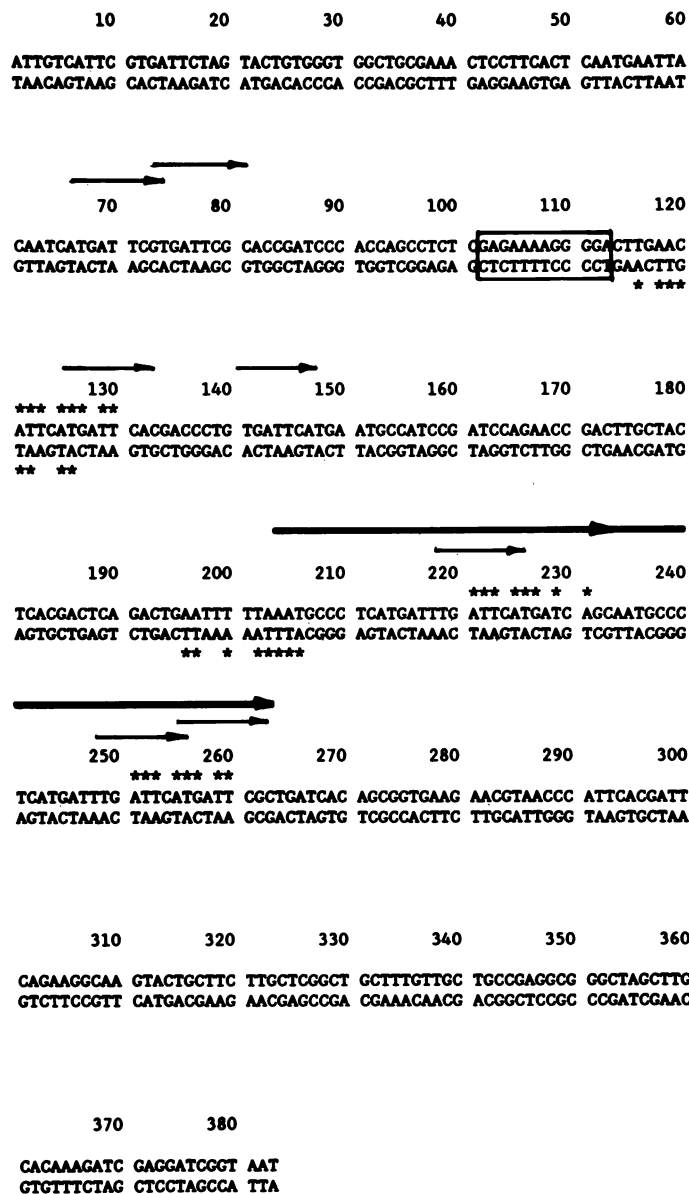 10 20 30 40 50 60
ATTGTCATTC GTGATTCTAG TACTGTGGGT GGCTGCGAAA CTCCTTCACT CAATGAATTA
TAACAGTAAG CACTAAGATC ATGACACCCA CCGACGCTTT GAGGAAGTGA GTTACTTAAT
70 80 90 100 110 120
CAATCATGAT TCGTGATTCG CACCGATCCC ACCAGCCTCT CGAGAAAAGG GGACTTGAAC
GTTAGTACTA AGCACTAAGC GTGGCTAGGG TGGTCGGAGA GCTCTTTTCC CCTGAACTTG
* ***
130 140 150 160 170 180
*** *** **
ATTCATGATT CACGACCCTG TGATTCATGA ATGCCATCCG ATCCAGAACC GACTTGCTAC
TAAGTACTAA GTGCTGGGAC ACTAAGTACT TACGGTAGGC TAGGTCTTGG CTGAACGATG
** **
190 200 210 220 230 240
*** *** * *
TCACGACTCA GACTGAATTT TTAAATGCCC TCATGATTTG ATTCATGATC AGCAATGCCC
AGTGCTGAGT CTGACTTAAA AATTTACGGG AGTACTAAAC TAAGTACTAG TCGTTACGGG
** * *****
250 260 270 280 290 300
*** *** **
TCATGATTTG ATTCATGATT CGCTGATCAC AGCGGTGAAG AACGTAACCC ATTCACGATT
AGTACTAAAC TAAGTACTAA GCGACTAGTG TCGCCACTTC TTGCATTGGG TAAGTGCTAA
310 320 330 340 350 360
CAGAAGGCAA GTACTGCTTC TTGCTCGGCT GCTTTGTTGC TGCCGAGGCG GGCTAGCTTG
GTCTTCCGTT CATGACGAAG AACGAGCCGA CGAAACAACG ACGGCTCCGC CCGATCGAAC
370 380
CACAAAGATC GAGGATCGGT AAT
GTGTTTCTAG CTCCTAGCCA TTA